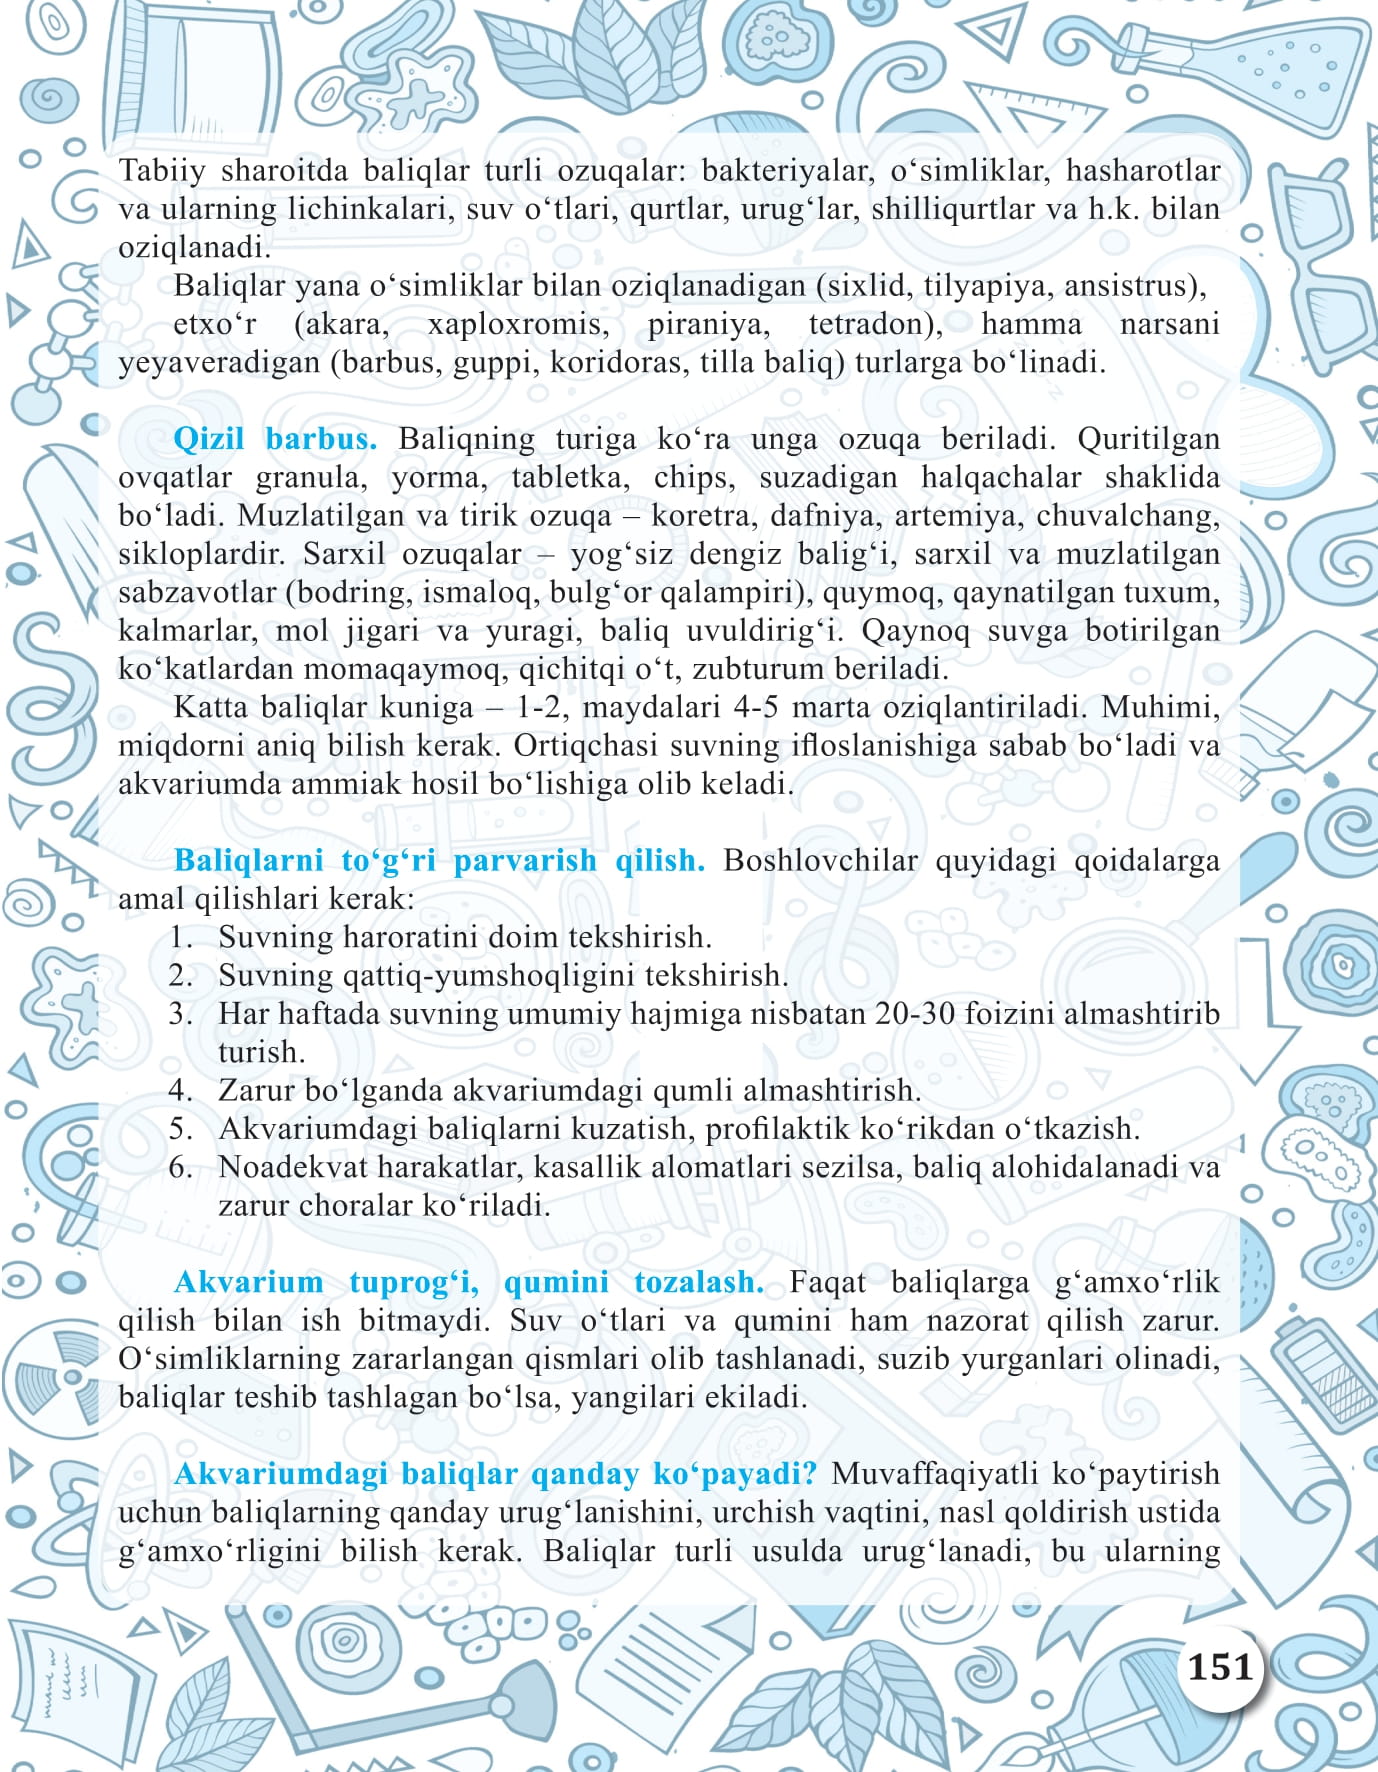 Tabiiy sharoitda baliqlar turli ozuqalar: bakteriyalar, o‘simliklar, hasharotlar
va ularning lichinkalari, suv o‘tlari, qurtlar, urug‘lar, shilliqurtlar va h.k. bilan
oziqlanadi.
Baliqlar yana o‘simliklar bilan oziqlanadigan (sixlid, tilyapiya, ansistrus),
etxo‘r (akara, xaploxromis, piraniya, tetradon), hamma narsani
yeyaveradigan (barbus, guppi, koridoras, tilla baliq) turlarga bo‘linadi.
Qizil barbus. Baliqning turiga ko‘ra unga ozuqa beriladi. Quritilgan
ovqatlar granula, yorma, tabletka, chips, suzadigan halqachalar shaklida
bo‘ladi. Muzlatilgan va tirik ozuqa – koretra, dafniya, artemiya, chuvalchang,
sikloplardir. Sarxil ozuqalar – yog‘siz dengiz balig‘i, sarxil va muzlatilgan
sabzavotlar (bodring, ismaloq, bulg‘or qalampiri), quymoq, qaynatilgan tuxum,
kalmarlar, mol jigari va yuragi, baliq uvuldirig‘i. Qaynoq suvga botirilgan
ko‘katlardan momaqaymoq, qichitqi o‘t, zubturum beriladi.
Katta baliqlar kuniga – 1-2, maydalari 4-5 marta oziqlantiriladi. Muhimi,
miqdorni aniq bilish kerak. Ortiqchasi suvning ifloslanishiga sabab bo‘ladi va
akvariumda ammiak hosil bo‘lishiga olib keladi.
Baliqlarni to‘g‘ri parvarish qilish. Boshlovchilar quyidagi qoidalarga
amal qilishlari kerak:
1. Suvning haroratini doim tekshirish.
2. Suvning qattiq-yumshoqligini tekshirish.
3. Har haftada suvning umumiy hajmiga nisbatan 20-30 foizini almashtirib
turish.
4. Zarur bo‘lganda akvariumdagi qumli almashtirish.
5. Akvariumdagi baliqlarni kuzatish, profilaktik ko‘rikdan o‘tkazish.
6. Noadekvat harakatlar, kasallik alomatlari sezilsa, baliq alohidalanadi va
zarur choralar ko‘riladi.
Akvarium tuprog‘i, qumini tozalash. Faqat baliqlarga g‘amxo‘rlik
qilish bilan ish bitmaydi. Suv o‘tlari va qumini ham nazorat qilish zarur.
O‘simliklarning zararlangan qismlari olib tashlanadi, suzib yurganlari olinadi,
baliqlar teshib tashlagan bo‘lsa, yangilari ekiladi.
Akvariumdagi baliqlar qanday ko‘payadi? Muvaffaqiyatli ko‘paytirish
uchun baliqlarning qanday urug‘lanishini, urchish vaqtini, nasl qoldirish ustida
g‘amxo‘rligini bilish kerak. Baliqlar turli usulda urug‘lanadi, bu ularning
151